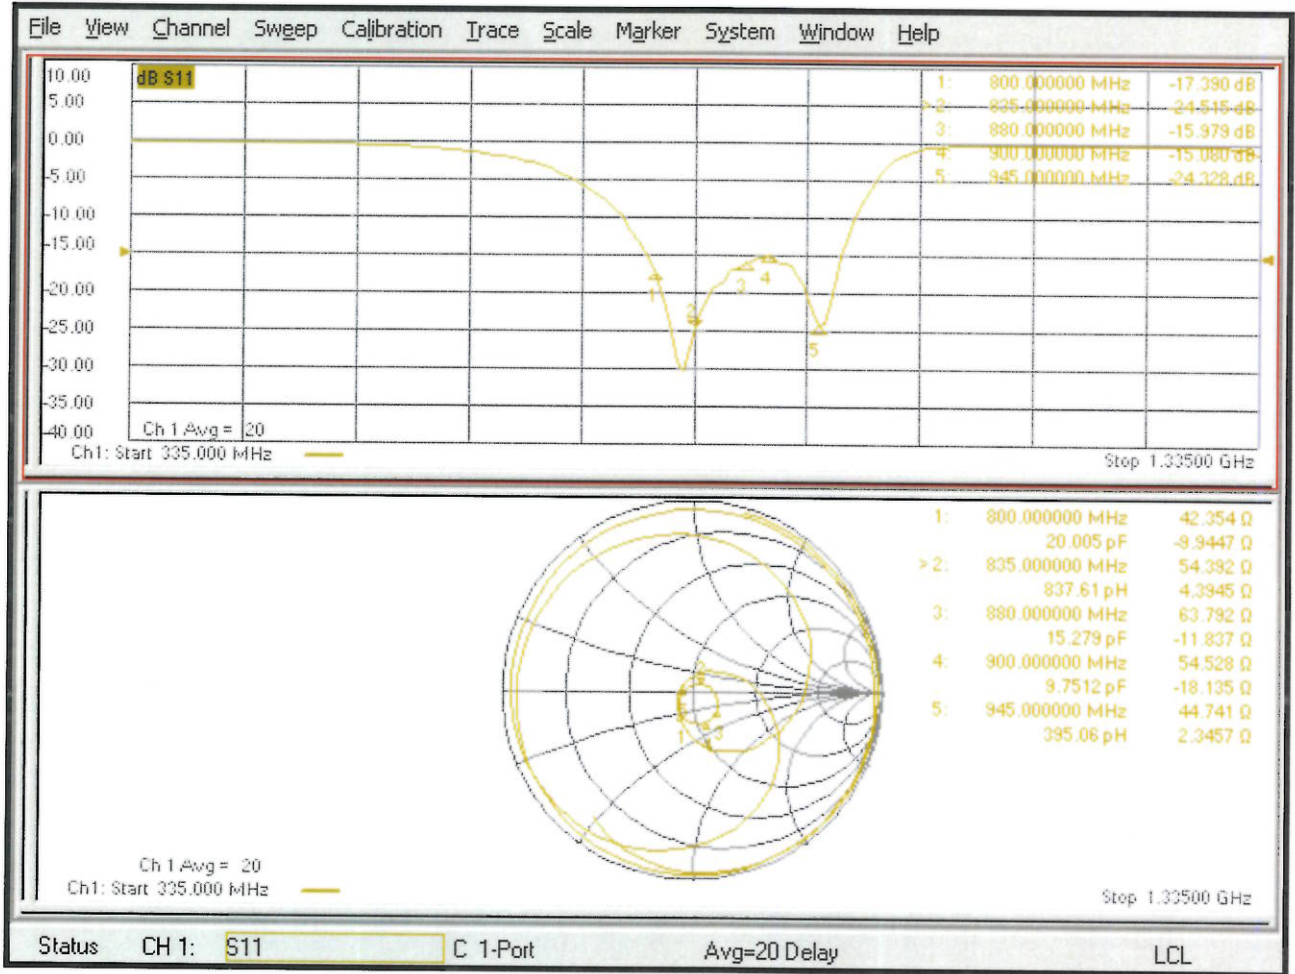 File View Channel Sweep Calibration Trace Scale Marker System Window Help
10.00
5.00
0.00
-5.00
-10.00
-15.00
-20.00
-25.00
-30.00
-35.00
-40.00
dB S11
1: 800.000000 MHz -17.390 dB
> 2: 835.000000 MHz -24.515 dB
3: 880.000000 MHz -15.979 dB
4: 900.000000 MHz -15.080 dB
5: 945.000000 MHz -24.328 dB
1
2
3
4
5
Ch 1 Avg = 20
Ch1: Start 335.000 MHz
Stop 1.33500 GHz
1: 800.000000 MHz 42.354 Ω
20.005 pF -9.9447 Ω
> 2: 835.000000 MHz 54.392 Ω
837.61 pH 4.3945 Ω
3: 880.000000 MHz 63.792 Ω
15.279 pF -11.837 Ω
4: 900.000000 MHz 54.528 Ω
9.7512 pF -18.135 Ω
5: 945.000000 MHz 44.741 Ω
395.06 pH 2.3457 Ω
2
1
3
Ch 1 Avg = 20
Ch1: Start 335.000 MHz
Stop 1.33500 GHz
Status CH 1: S11 C 1-Port Avg=20 Delay LCL